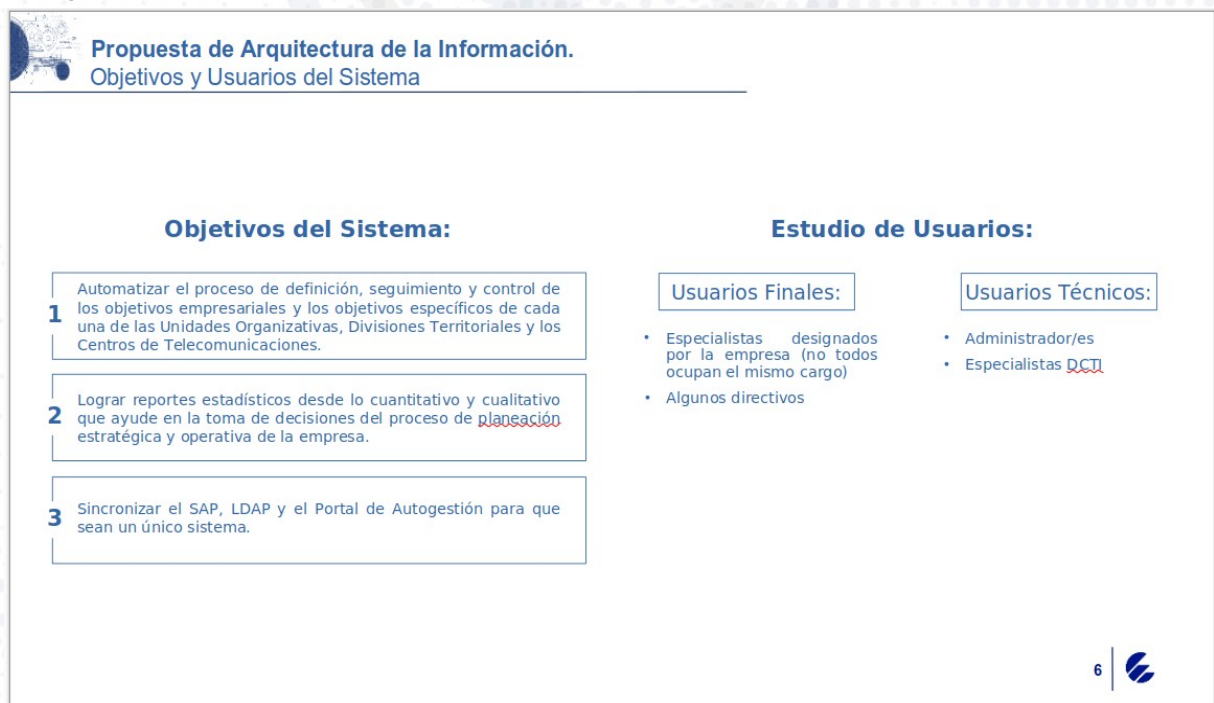 Propuesta de Arquitectura de la Información.
Objetivos y Usuarios del Sistema
Objetivos del Sistema:
1
Automatizar el proceso de definición, seguimiento y control de
los objetivos empresariales y los objetivos específicos de cada
una de las Unidades Organizativas, Divisiones Territoriales y los
Centros de Telecomunicaciones.
2
Lograr reportes estadísticos desde lo cuantitativo y cualitativo
que ayude en la toma de decisiones del proceso de planeación
estratégica y operativa de la empresa.
3
Sincronizar el SAP, LDAP y el Portal de Autogestión para que
sean un único sistema.
Estudio de Usuarios:
Usuarios Finales:
• Especialistas designados
por la empresa (no todos
ocupan el mismo cargo)
• Algunos directivos
Usuarios Técnicos:
• Administrador/es
• Especialistas DCTI
6